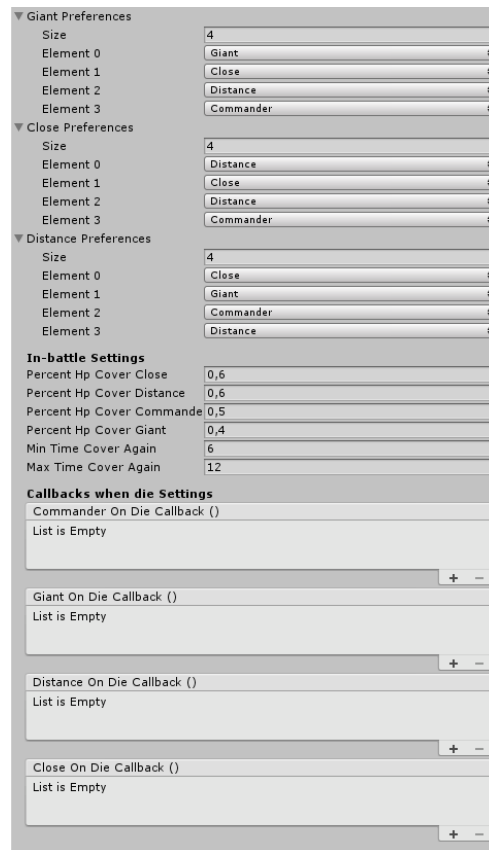 Giant Preferences
Size 4
Element 0 Giant
Element 1 Close
Element 2 Distance
Element 3 Commander
Close Preferences
Size 4
Element 0 Distance
Element 1 Close
Element 2 Distance
Element 3 Commander
Distance Preferences
Size 4
Element 0 Close
Element 1 Giant
Element 2 Commander
Element 3 Distance
In-battle Settings
Percent Hp Cover Close 0,6
Percent Hp Cover Distance 0,6
Percent Hp Cover Commande 0,5
Percent Hp Cover Giant 0,4
Min Time Cover Again 6
Max Time Cover Again 12
Callbacks when die Settings
Commander On Die Callback ()
List is Empty
+ −
Giant On Die Callback ()
List is Empty
+ −
Distance On Die Callback ()
List is Empty
+ −
Close On Die Callback ()
List is Empty
+ −